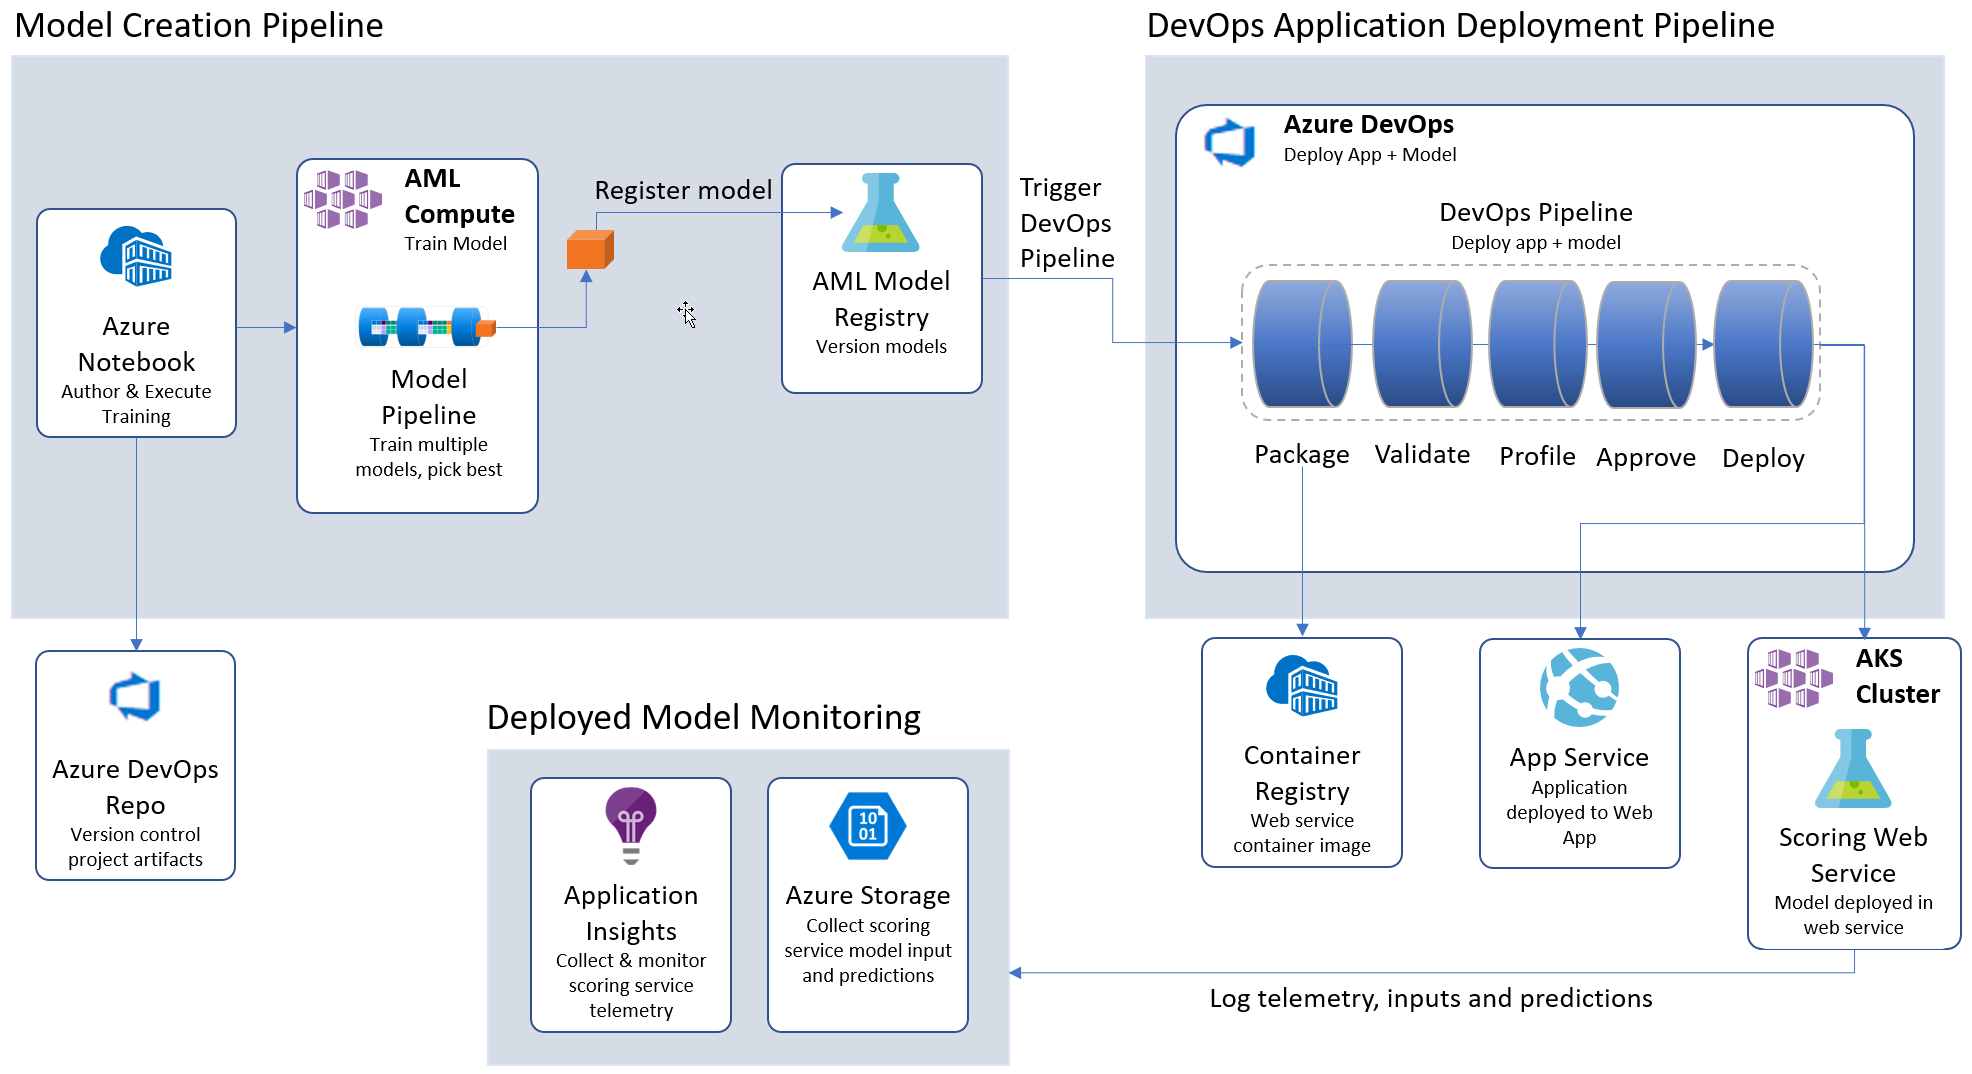 Model Creation Pipeline
Azure
Notebook
Author & Execute
Training
AML
Compute
Train Model
Model
Pipeline
Train multiple
models, pick best
Register model
AML Model
Registry
Version models
Trigger
DevOps
Pipeline
DevOps Application Deployment Pipeline
Azure DevOps
Deploy App + Model
DevOps Pipeline
Deploy app + model
Package
Validate
Profile
Approve
Deploy
Azure DevOps
Repo
Version control
project artifacts
Deployed Model Monitoring
Application
Insights
Collect & monitor
scoring service
telemetry
10
01
Azure Storage
Collect scoring
service model input
and predictions
Container
Registry
Web service
container image
App Service
Application
deployed to Web
App
AKS
Cluster
Scoring Web
Service
Model deployed in
web service
Log telemetry, inputs and predictions